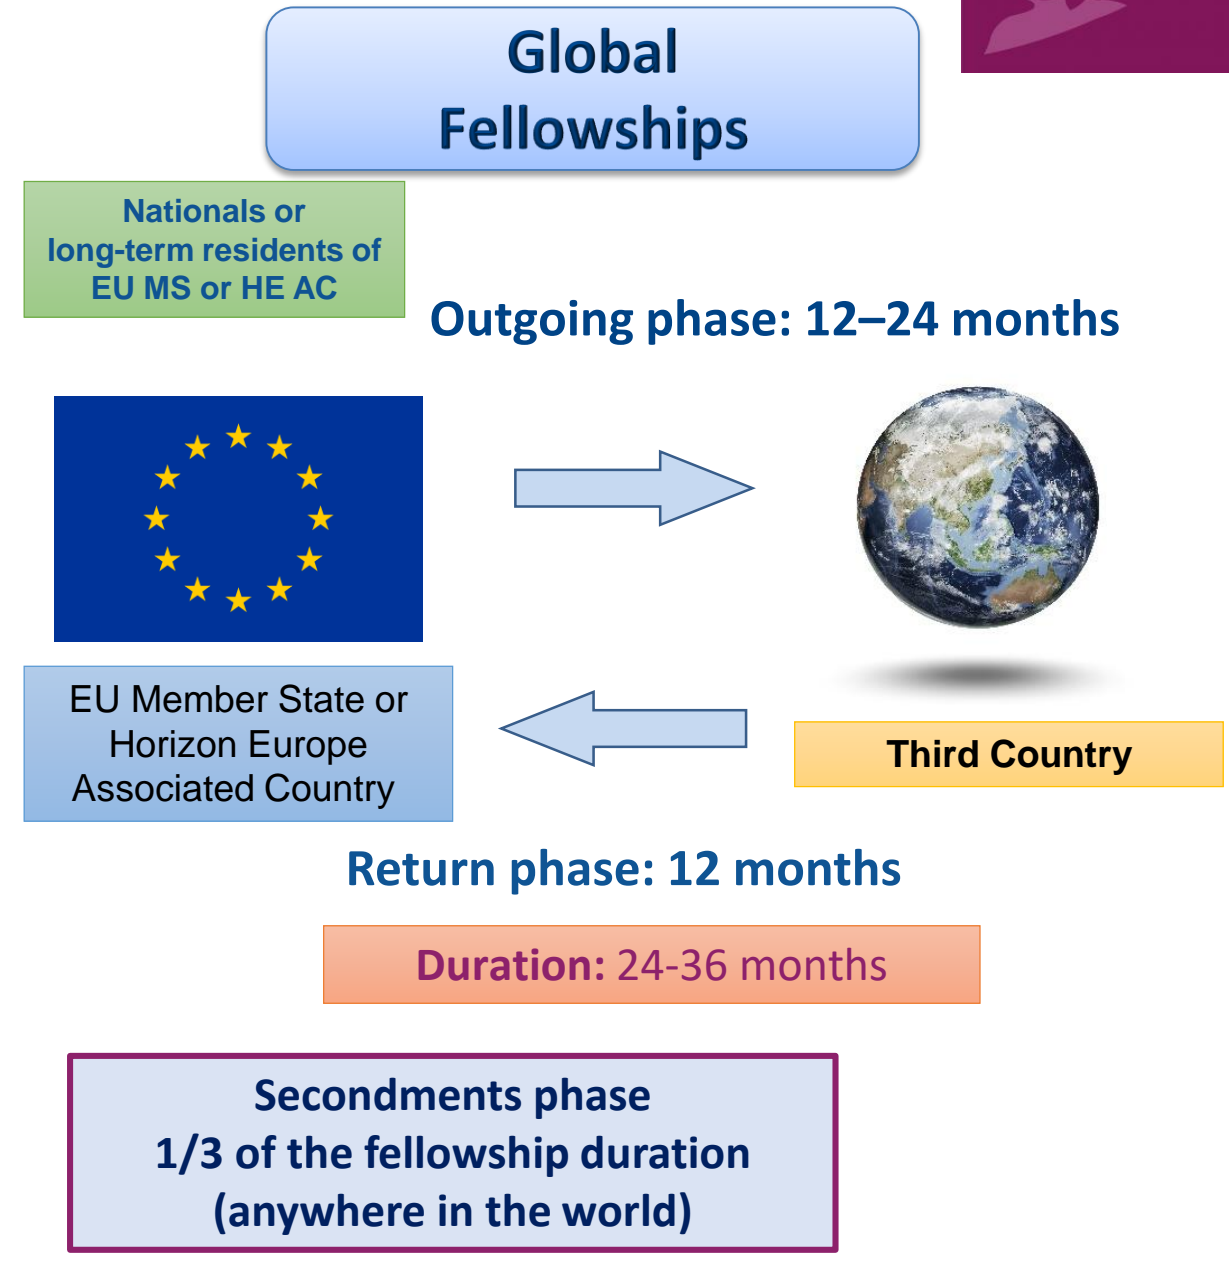 Global
Fellowships
Nationals or
long-term residents of
EU MS or HE AC
Outgoing phase: 12–24 months
EU Member State or
Horizon Europe
Associated Country
Third Country
Return phase: 12 months
Duration: 24-36 months
Secondments phase
1/3 of the fellowship duration
(anywhere in the world)